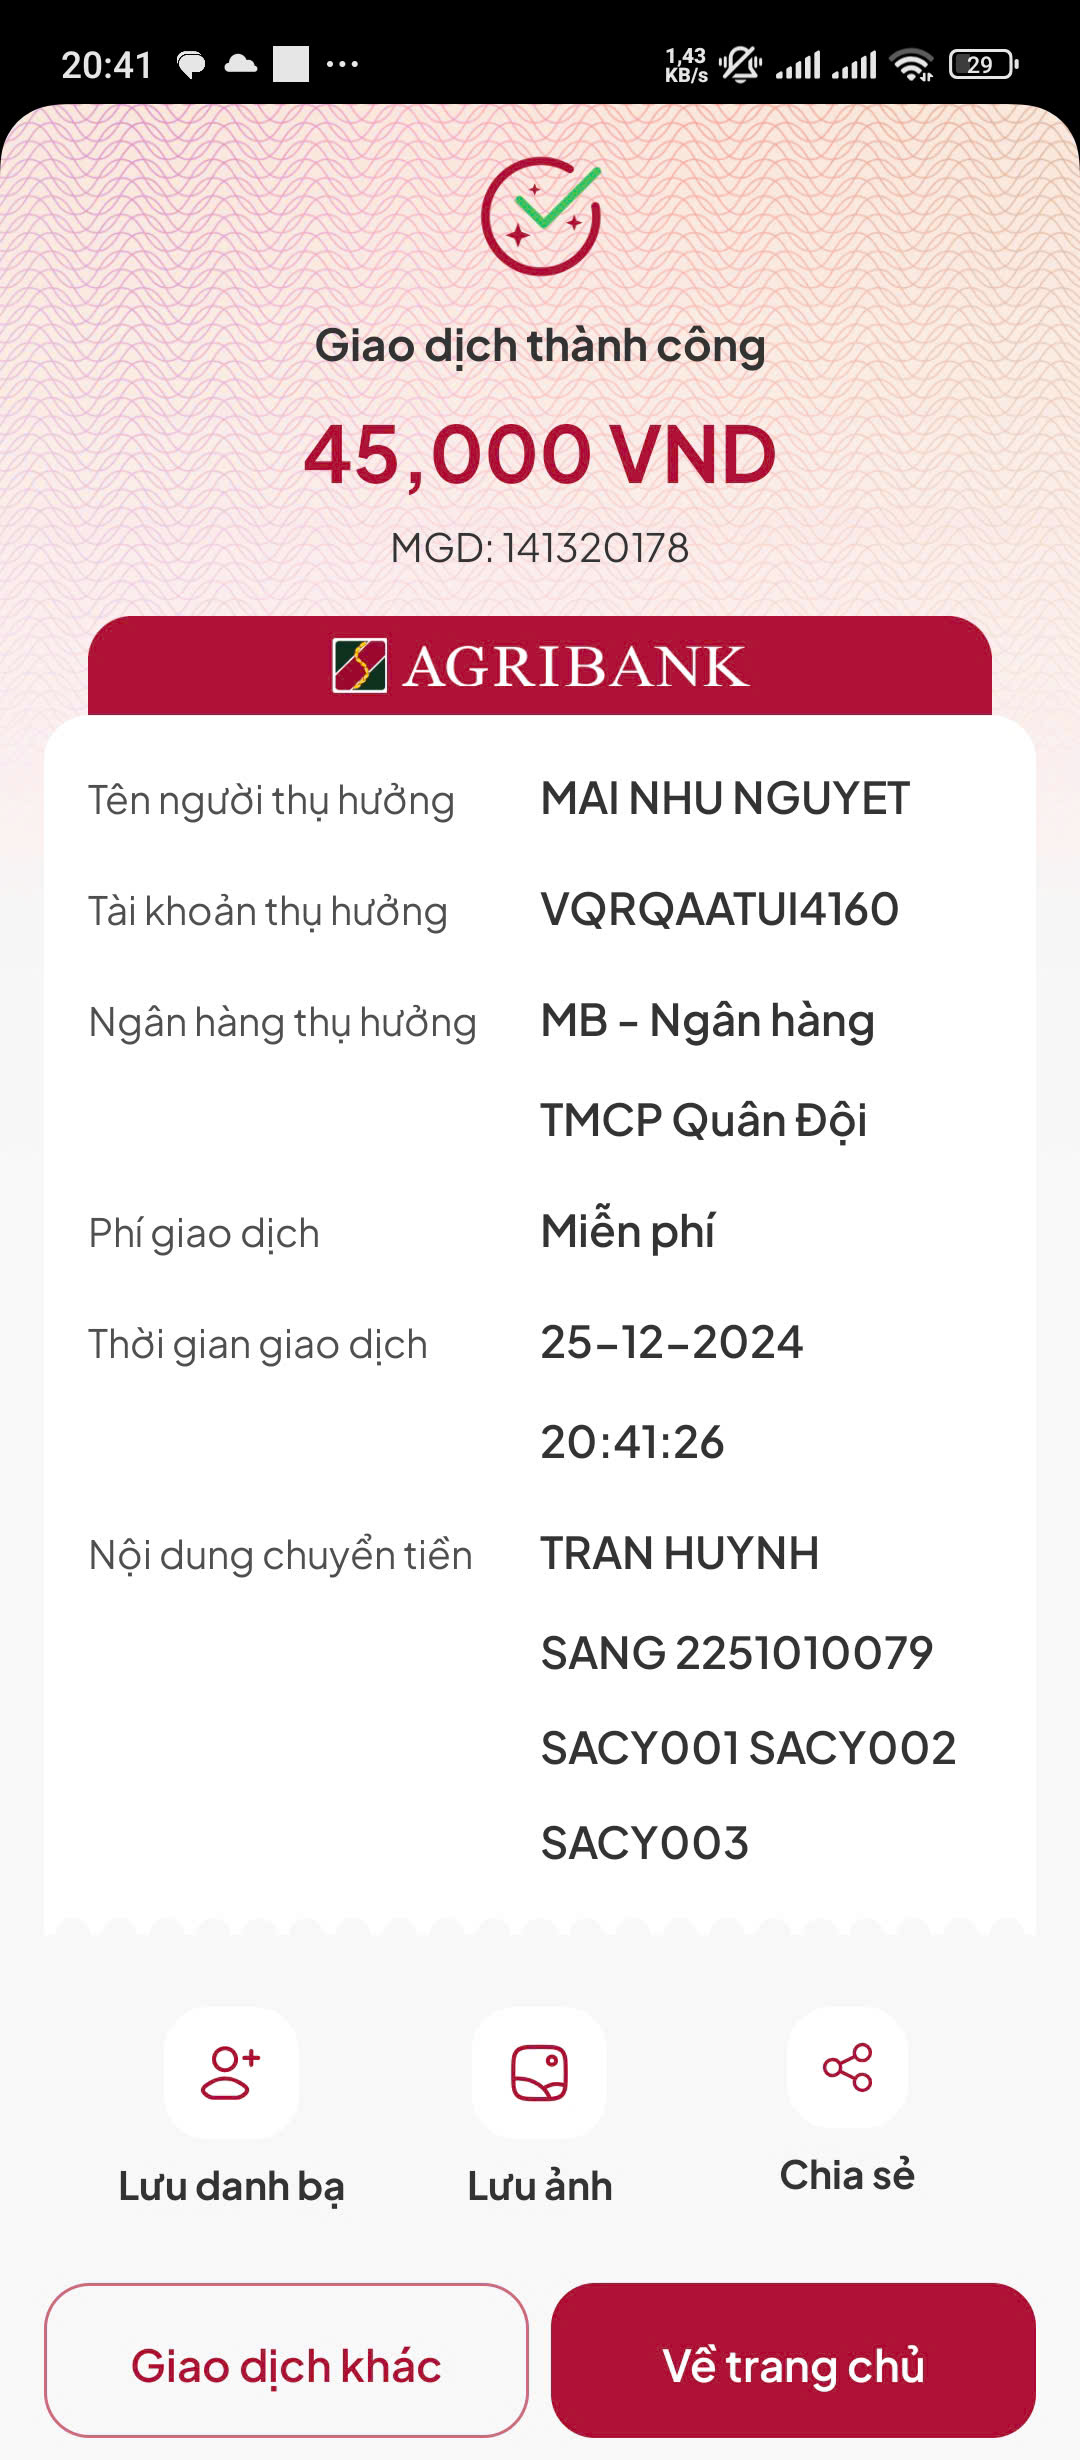 20:41
1,43
KB/s
29
Giao dịch thành công
45,000 VND
MGD: 141320178
AGRIBANK
Tên người thụ hưởng MAI NHU NGUYET
Tài khoản thụ hưởng VQRQAATUI4160
Ngân hàng thụ hưởng MB - Ngân hàng
TMCP Quân Đội
Phí giao dịch Miễn phí
Thời gian giao dịch 25-12-2024
20:41:26
Nội dung chuyển tiền TRAN HUYNH
SANG 2251010079
SACY001 SACY002
SACY003
Lưu danh bạ Lưu ảnh Chia sẻ
Giao dịch khác Về trang chủ